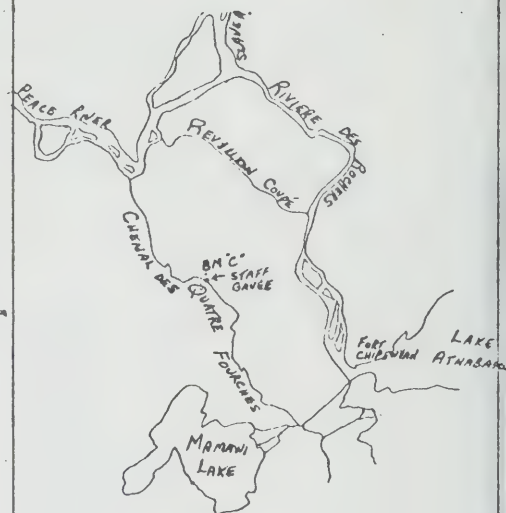 SLAVE R.
PEACE RIVER
RIVIERE DES ROCHERS
REVILLON COUPÉ
CHENAL DES QUATRE FOURCHES
BM "C"
← STAFF
GAUGE
FORT
CHIPEWYAN
LAKE
ATHABASCA
MAMAWI
LAKE